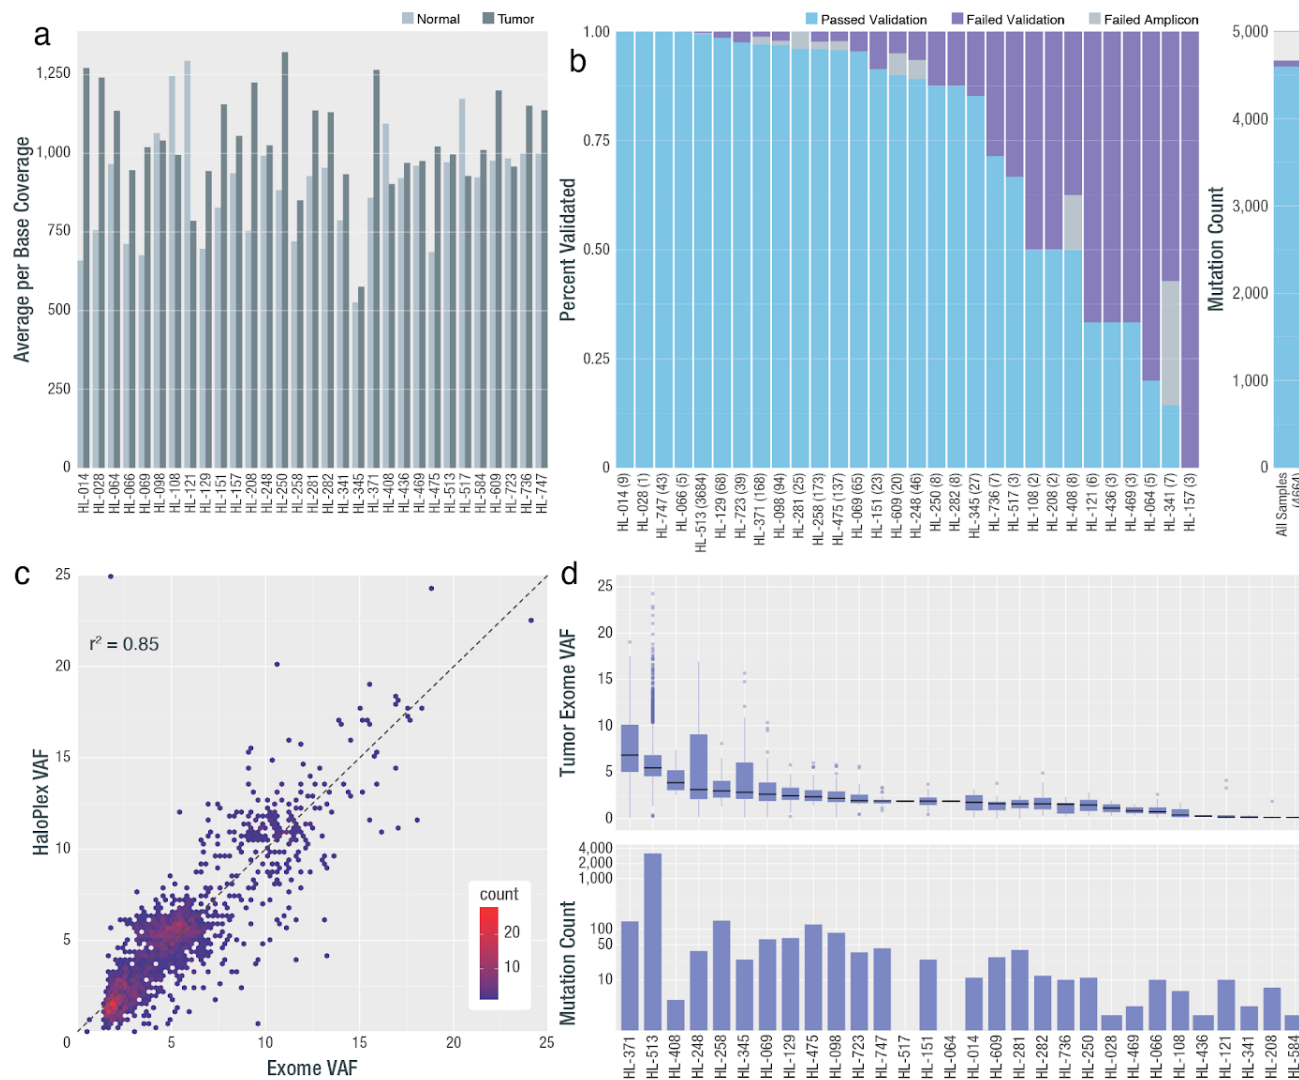 a
Normal Tumor
Average per Base Coverage
1,250
1,000
750
500
250
0
HL-014
HL-028
HL-064
HL-066
HL-069
HL-098
HL-108
HL-121
HL-129
HL-151
HL-157
HL-208
HL-248
HL-250
HL-258
HL-281
HL-282
HL-341
HL-345
HL-371
HL-408
HL-436
HL-469
HL-475
HL-513
HL-517
HL-584
HL-609
HL-723
HL-736
HL-747
b
Passed Validation Failed Validation Failed Amplicon
Percent Validated
1.00
0.75
0.50
0.25
0
HL-014 (9)
HL-028 (1)
HL-747 (43)
HL-066 (5)
HL-513 (3684)
HL-129 (68)
HL-723 (39)
HL-371 (168)
HL-098 (94)
HL-281 (25)
HL-258 (173)
HL-475 (137)
HL-069 (65)
HL-151 (23)
HL-609 (20)
HL-248 (46)
HL-250 (8)
HL-282 (8)
HL-345 (27)
HL-736 (7)
HL-517 (3)
HL-108 (2)
HL-208 (2)
HL-408 (8)
HL-121 (6)
HL-436 (3)
HL-469 (3)
HL-064 (5)
HL-341 (7)
HL-157 (3)
Mutation Count
5,000
4,000
3,000
2,000
1,000
0
All Samples
(4664)
c
HaloPlex VAF
25
20
15
10
5
0
r² = 0.85
count
20
10
5
10
15
20
25
Exome VAF
d
Tumor Exome VAF
25
20
15
10
5
0
Mutation Count
4,000
2,000
1,000
100
50
10
HL-371
HL-513
HL-408
HL-248
HL-258
HL-345
HL-069
HL-129
HL-475
HL-098
HL-723
HL-747
HL-517
HL-151
HL-064
HL-014
HL-609
HL-281
HL-282
HL-736
HL-250
HL-028
HL-469
HL-066
HL-108
HL-436
HL-121
HL-341
HL-208
HL-584